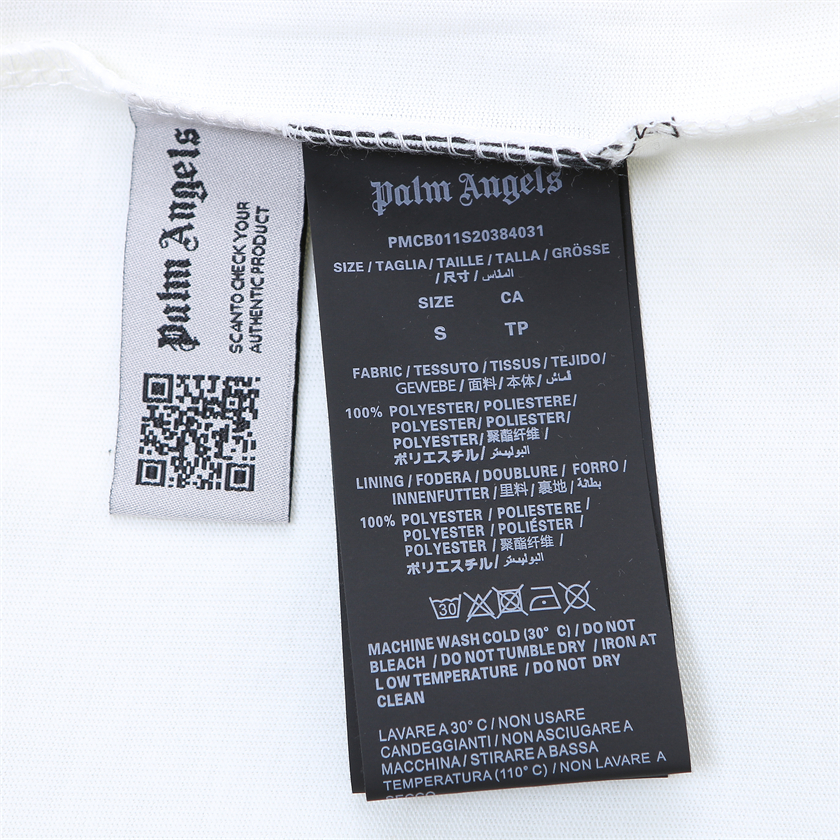 Palm Angels
SCANTO CHECK YOUR
AUTHENTIC PRODUCT
Palm Angels
PMCB011S20384031
SIZE / TAGLIA / TAILLE / TALLA / GRÖSSE
/ 尺寸 / المقاس
SIZE CA
S TP
FABRIC / TESSUTO / TISSUS / TEJIDO/
GEWEBE / 面料 / 本体 / القماش
100% POLYESTER/ POLIESTERE/
POLYESTER/ POLIESTER/
POLYESTER/ 聚酯纤维 /
ポリエステル/ البوليستر
LINING / FODERA / DOUBLURE / FORRO /
INNENFUTTER / 里料 / 裏地 / بطانة
100% POLYESTER / POLIESTERE /
POLYESTER / POLIÉSTER /
POLYESTER / 聚酯纤维 /
ポリエステル/ البوليستر
30
MACHINE WASH COLD (30° C) / DO NOT
BLEACH / DO NOT TUMBLE DRY / IRON AT
LOW TEMPERATURE / DO NOT DRY
CLEAN
LAVARE A 30° C / NON USARE
CANDEGGIANTI / NON ASCIUGARE A
MACCHINA / STIRARE A BASSA
TEMPERATURA (110° C) / NON LAVARE A
SECCO